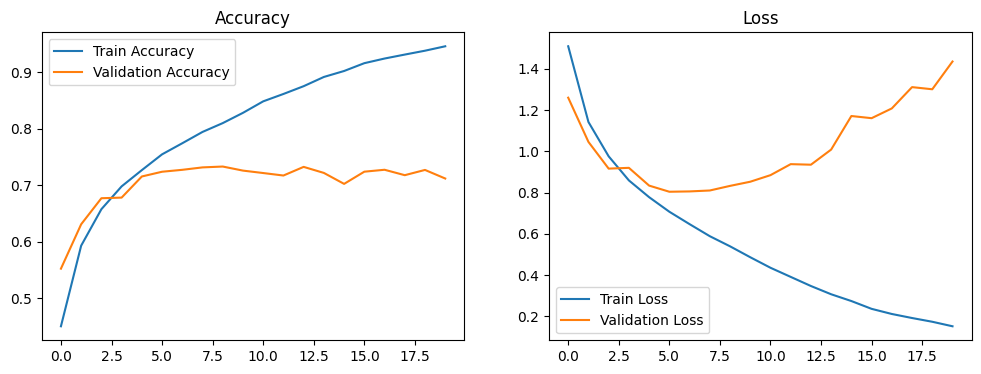 Accuracy
Train Accuracy
Validation Accuracy
0.9
0.8
0.7
0.6
0.5
0.0 2.5 5.0 7.5 10.0 12.5 15.0 17.5
Loss
1.4
1.2
1.0
0.8
0.6
0.4
0.2
Train Loss
Validation Loss
0.0 2.5 5.0 7.5 10.0 12.5 15.0 17.5